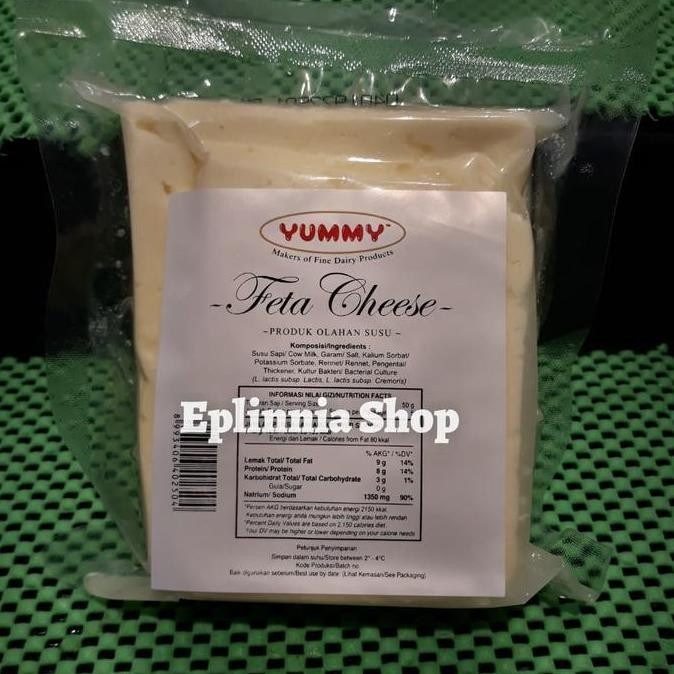 YUMMY™
Makers of Fine Dairy Products
~Feta Cheese~
~PRODUK OLAHAN SUSU~
Komposisi/Ingredients :
Susu Sapi/ Cow Milk, Garam/ Salt, Kalium Sorbat/
Potassium Sorbate, Rennet/ Rennet, Pengental/
Thickener, Kultur Bakteri/ Bacterial Culture
(L. lactis subsp. Lactis, L. lactis subsp. Cremoris)
INFORMASI NILAI GIZI/NUTRITION FACTS
Saji / Serving Size 50 g
Eplinnia Shop
Energi dari Lemak / Calories from Fat 80 kkal
% AKG* / %DV*
Lemak Total/ Total Fat 9 g 14%
Protein/ Protein 8 g 14%
Karbohidrat Total/ Total Carbohydrate 3 g 1%
Gula/Sugar 0 g
Natrium/ Sodium 1350 mg 90%
*Persen AKG berdasarkan kebutuhan energi 2150 kkal.
Kebutuhan energi anda mungkin lebih tinggi atau lebih rendah
*Percent Daily Values are based on 2,150 calories diet.
Your DV may be higher or lower depending on your calorie needs
Petunjuk Penyimpanan
Simpan dalam suhu/Store between 2° - 4°C
Kode Produksi/Batch no
Baik digunakan sebelum/Best use by date: (Lihat Kemasan/See Packaging)
8993406402504